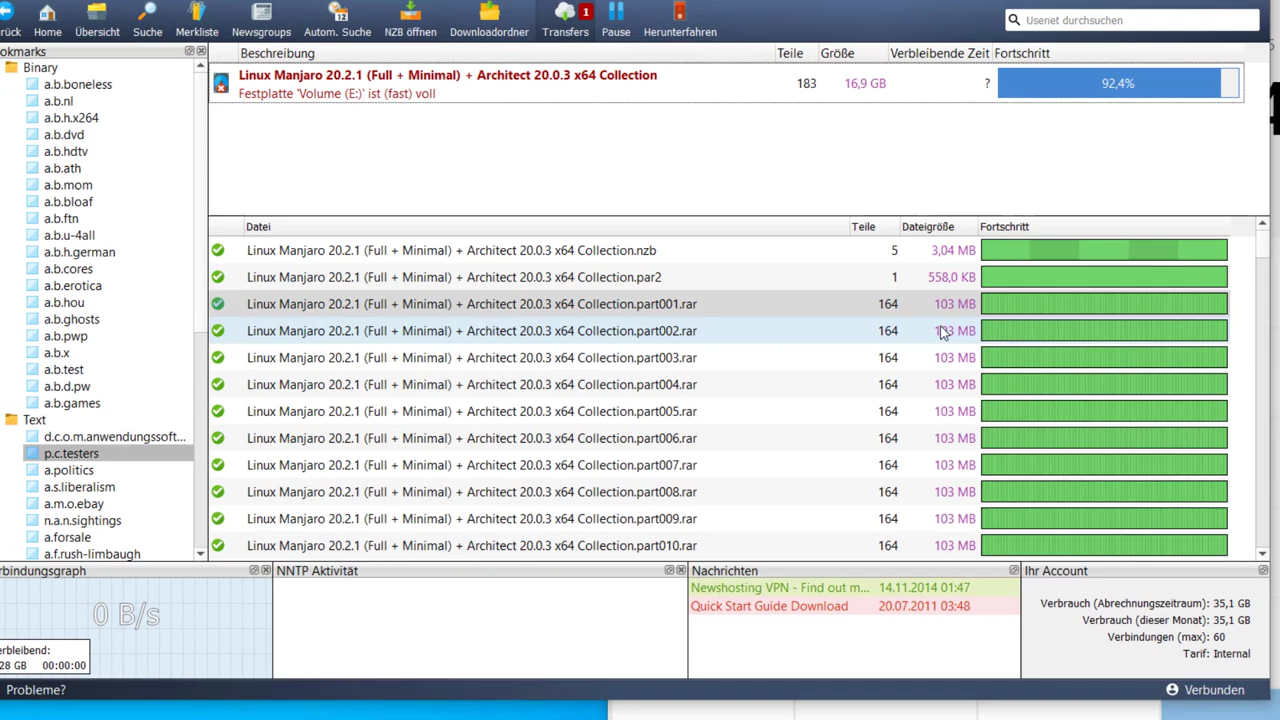 rück Home Übersicht Suche Merkliste Newsgroups Autom. Suche NZB öffnen Downloadordner Transfers 1 Pause Herunterfahren Usenet durchsuchen
okmarks
Binary
a.b.boneless
a.b.nl
a.b.h.x264
a.b.dvd
a.b.hdtv
a.b.ath
a.b.mom
a.b.bloaf
a.b.ftn
a.b.u-4all
a.b.h.german
a.b.cores
a.b.erotica
a.b.hou
a.b.ghosts
a.b.pwp
a.b.x
a.b.test
a.b.d.pw
a.b.games
Text
d.c.o.m.anwendungssoft...
p.c.testers
a.politics
a.s.liberalism
a.m.o.ebay
n.a.n.sightings
a.forsale
a.f.rush-limbaugh
Beschreibung Teile Größe Verbleibende Zeit Fortschritt
Linux Manjaro 20.2.1 (Full + Minimal) + Architect 20.0.3 x64 Collection 183 16,9 GB ? 92,4%
Festplatte 'Volume (E:)' ist (fast) voll
Datei Teile Dateigröße Fortschritt
Linux Manjaro 20.2.1 (Full + Minimal) + Architect 20.0.3 x64 Collection.nzb 5 3,04 MB
Linux Manjaro 20.2.1 (Full + Minimal) + Architect 20.0.3 x64 Collection.par2 1 558,0 KB
Linux Manjaro 20.2.1 (Full + Minimal) + Architect 20.0.3 x64 Collection.part001.rar 164 103 MB
Linux Manjaro 20.2.1 (Full + Minimal) + Architect 20.0.3 x64 Collection.part002.rar 164 103 MB
Linux Manjaro 20.2.1 (Full + Minimal) + Architect 20.0.3 x64 Collection.part003.rar 164 103 MB
Linux Manjaro 20.2.1 (Full + Minimal) + Architect 20.0.3 x64 Collection.part004.rar 164 103 MB
Linux Manjaro 20.2.1 (Full + Minimal) + Architect 20.0.3 x64 Collection.part005.rar 164 103 MB
Linux Manjaro 20.2.1 (Full + Minimal) + Architect 20.0.3 x64 Collection.part006.rar 164 103 MB
Linux Manjaro 20.2.1 (Full + Minimal) + Architect 20.0.3 x64 Collection.part007.rar 164 103 MB
Linux Manjaro 20.2.1 (Full + Minimal) + Architect 20.0.3 x64 Collection.part008.rar 164 103 MB
Linux Manjaro 20.2.1 (Full + Minimal) + Architect 20.0.3 x64 Collection.part009.rar 164 103 MB
Linux Manjaro 20.2.1 (Full + Minimal) + Architect 20.0.3 x64 Collection.part010.rar 164 103 MB
rbindungsgraph
0 B/s
erbleibend:
28 GB 00:00:00
NNTP Aktivität
Nachrichten
Newshosting VPN - Find out m... 14.11.2014 01:47
Quick Start Guide Download 20.07.2011 03:48
Ihr Account
Verbrauch (Abrechnungszeitraum): 35,1 GB
Verbrauch (dieser Monat): 35,1 GB
Verbindungen (max): 60
Tarif: Internal
Probleme? Verbunden